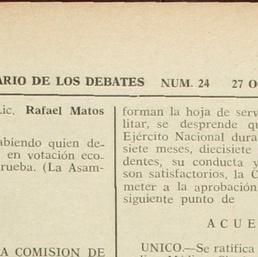 ARIO DE LOS DEBATES NUM. 24 27 O
Lic. Rafael Matos
abiendo quien de-
en votación eco-
rueba. (La Asam-
A COMISION DE
forman la hoja de serv
litar, se desprende q
Ejército Nacional dura
siete meses, diecisiete
dentes, su conducta y
son satisfactorios, la C
meter a la aprobación
siguiente punto de
A C U E
UNICO.—Se ratifica